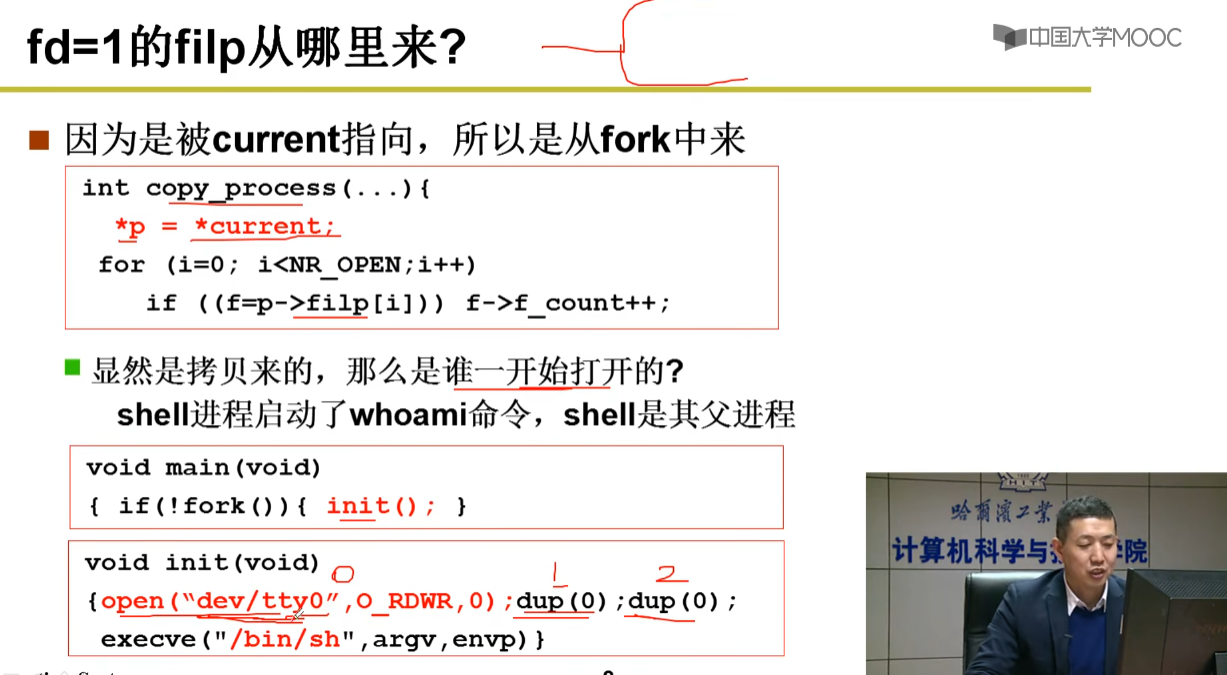 fd=1的filp从哪里来?
中国大学MOOC
因为是被current指向，所以是从fork中来
int copy_process(...){
*p = *current;
for (i=0; i<NR_OPEN;i++)
if ((f=p->filp[i])) f->f_count++;
显然是拷贝来的，那么是谁一开始打开的?
shell进程启动了whoami命令，shell是其父进程
void main(void)
{ if(!fork()){ init(); }
void init(void)
0 1 2
{open(“dev/tty0”,O_RDWR,0);dup(0);dup(0);
execve("/bin/sh",argv,envp)}
HIT
哈尔滨工业
计算机科学与 学院